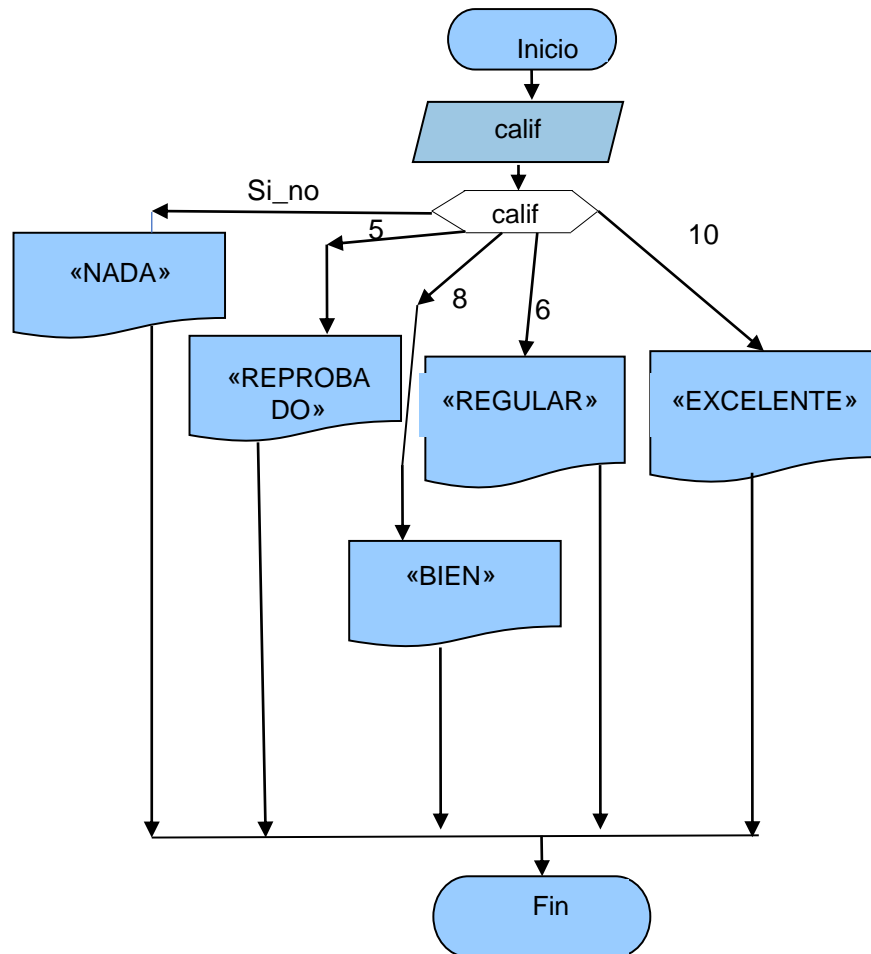 Inicio
calif
Si_no
calif
5
10
«NADA»
8
6
«REPROBA
DO»
«REGULAR»
«EXCELENTE»
«BIEN»
Fin